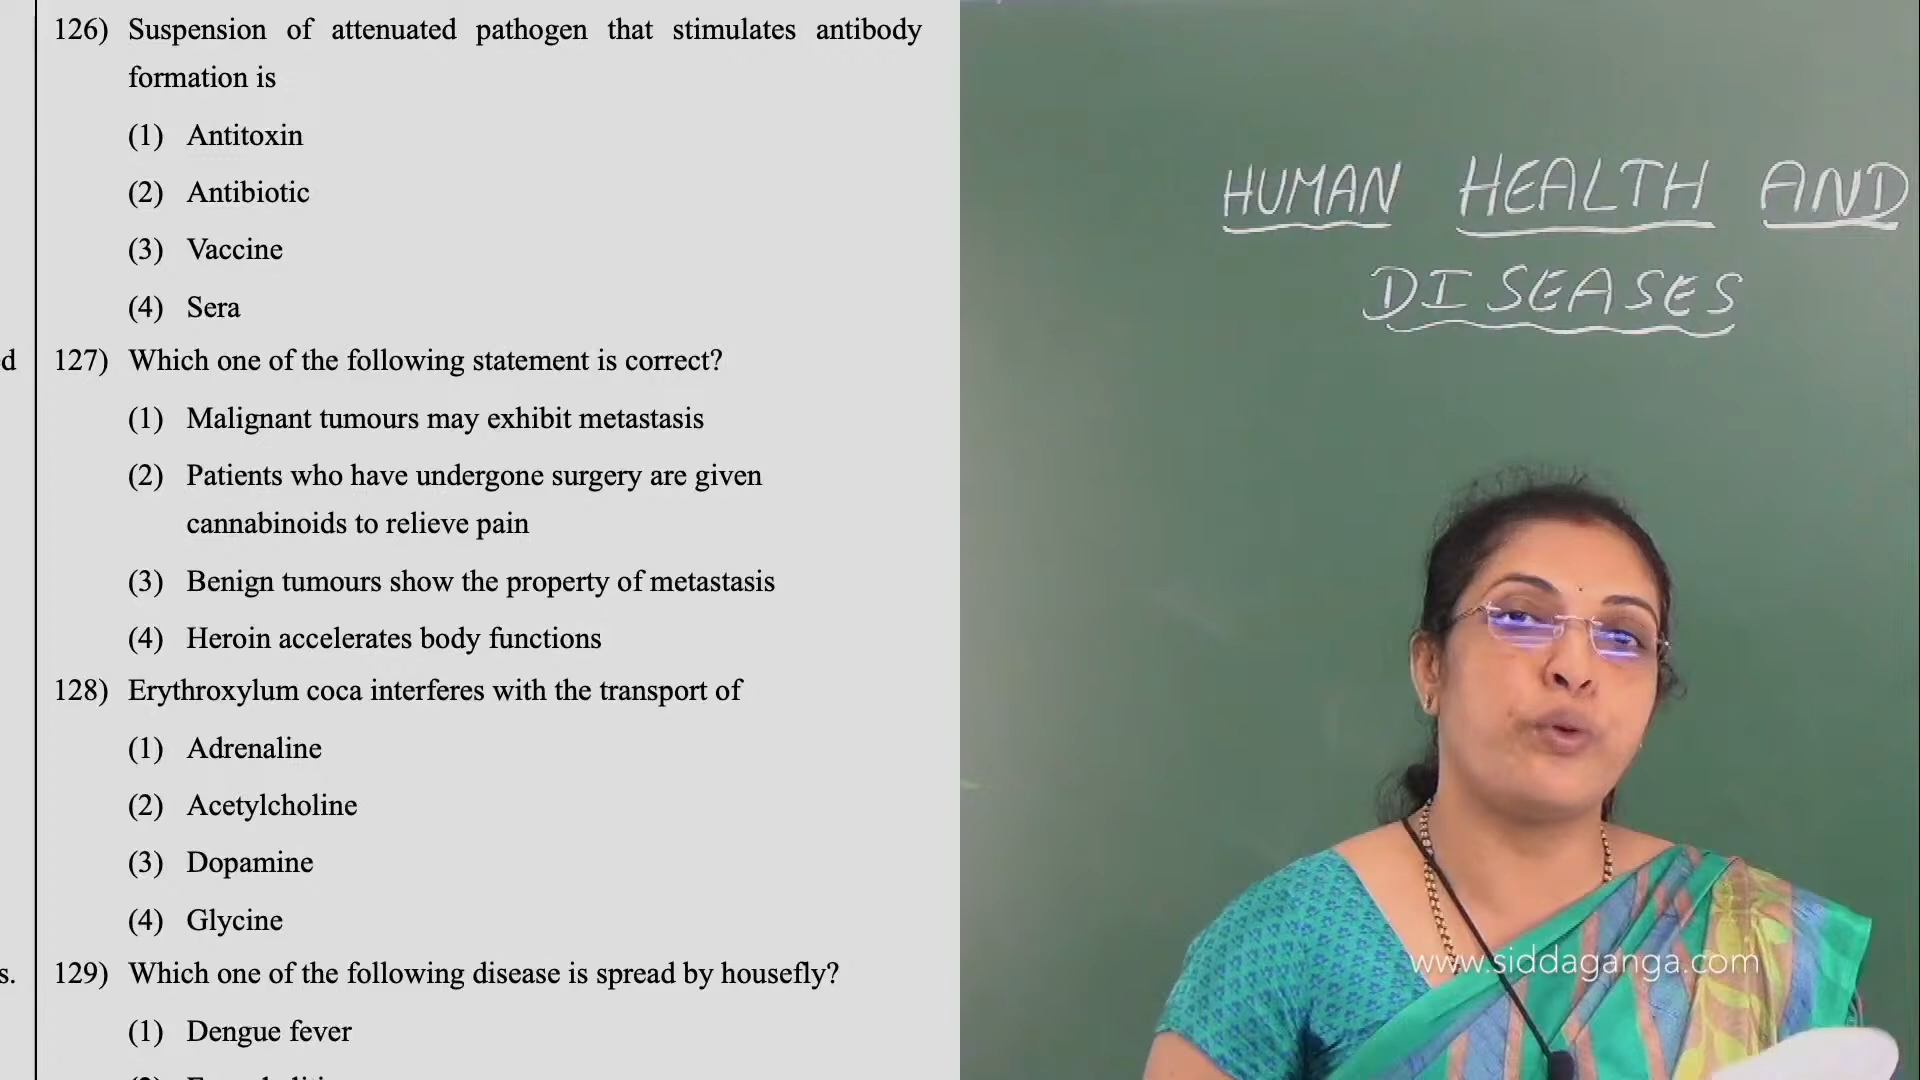 126) Suspension of attenuated pathogen that stimulates antibody
formation is
(1) Antitoxin
(2) Antibiotic
(3) Vaccine
(4) Sera
127) Which one of the following statement is correct?
(1) Malignant tumours may exhibit metastasis
(2) Patients who have undergone surgery are given
cannabinoids to relieve pain
(3) Benign tumours show the property of metastasis
(4) Heroin accelerates body functions
128) Erythroxylum coca interferes with the transport of
(1) Adrenaline
(2) Acetylcholine
(3) Dopamine
(4) Glycine
129) Which one of the following disease is spread by housefly?
(1) Dengue fever
HUMAN HEALTH AND
DISEASES
www.siddaganga.com